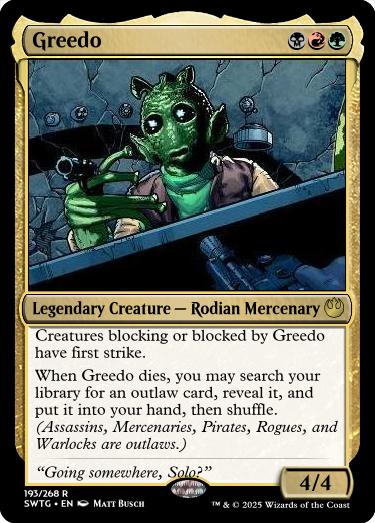 Greedo
Legendary Creature — Rodian Mercenary
Creatures blocking or blocked by Greedo
have first strike.
When Greedo dies, you may search your
library for an outlaw card, reveal it, and
put it into your hand, then shuffle.
(Assassins, Mercenaries, Pirates, Rogues, and
Warlocks are outlaws.)
“Going somewhere, Solo?”
4/4
193/268 R
SWTG • EN Matt Busch
™ & © 2025 Wizards of the Coast